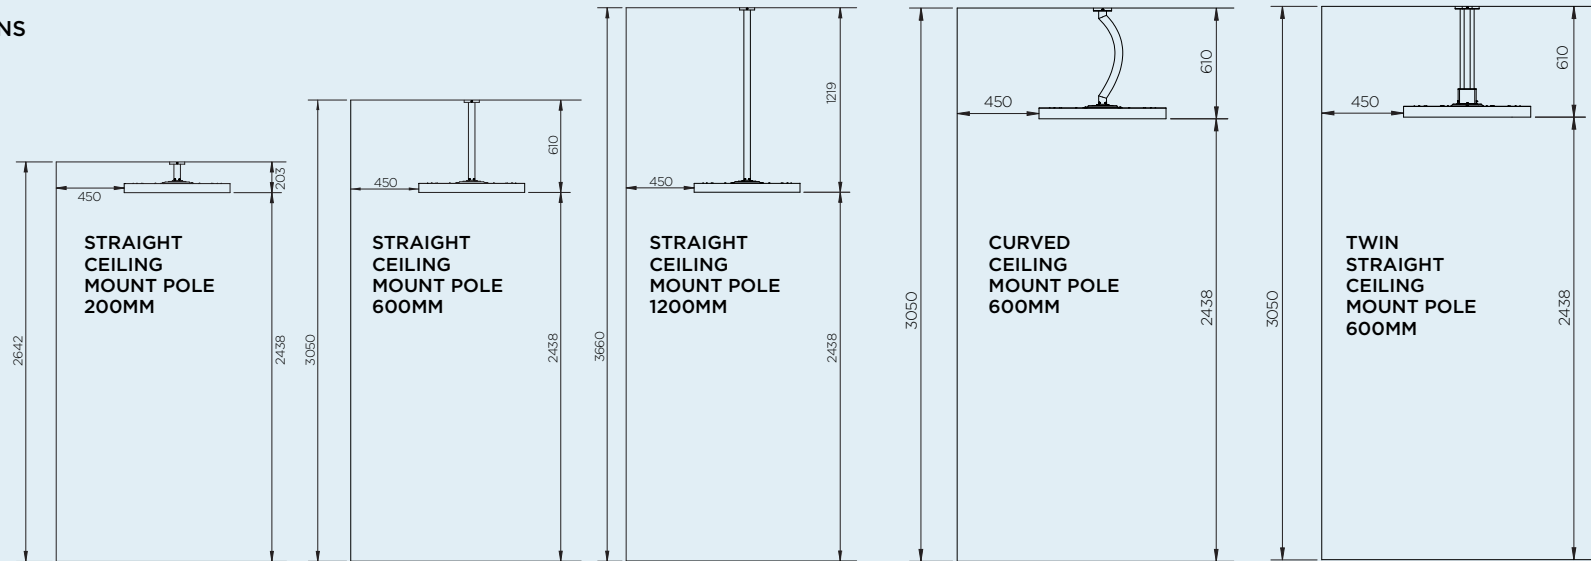 NS
2642
450
203
2438
STRAIGHT
CEILING
MOUNT POLE
200MM
3050
450
610
2438
STRAIGHT
CEILING
MOUNT POLE
600MM
3660
450
1219
2438
STRAIGHT
CEILING
MOUNT POLE
1200MM
3050
450
610
2438
CURVED
CEILING
MOUNT POLE
600MM
3050
450
610
2438
TWIN
STRAIGHT
CEILING
MOUNT POLE
600MM